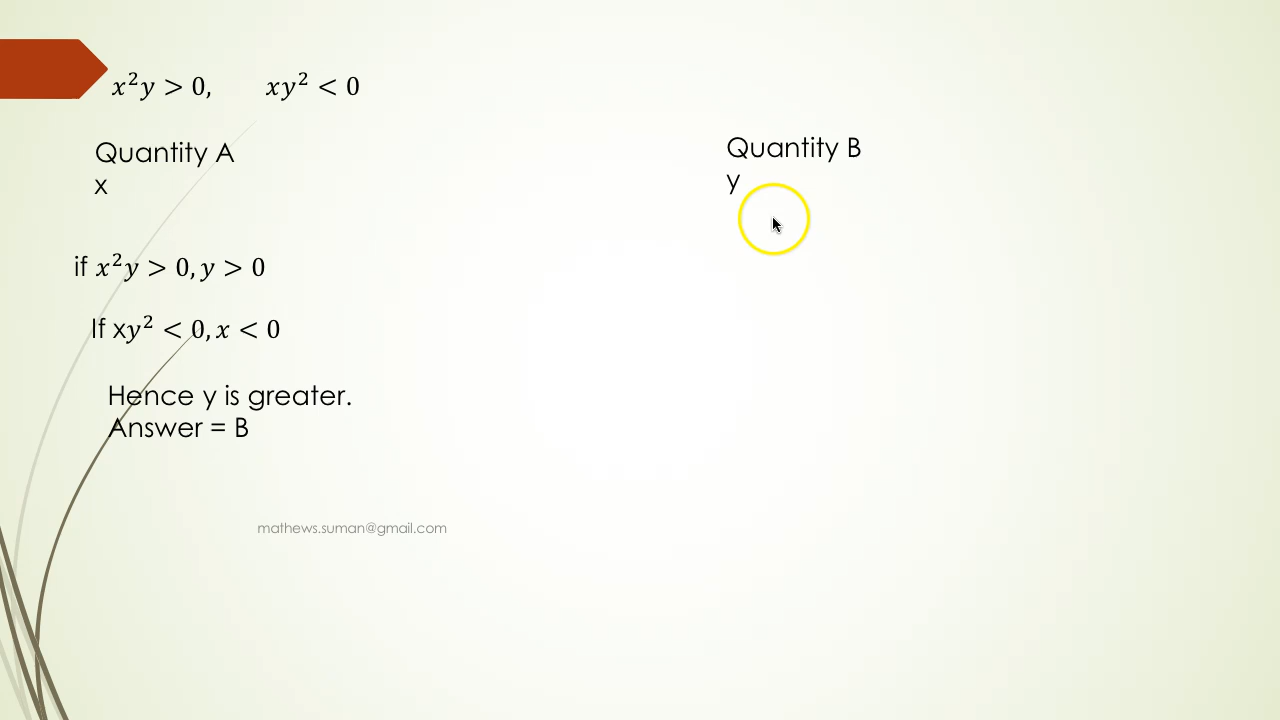 x²y > 0, xy² < 0
Quantity A
x
Quantity B
y
if x²y > 0, y > 0
If xy² < 0, x < 0
Hence y is greater.
Answer = B
mathews.suman@gmail.com